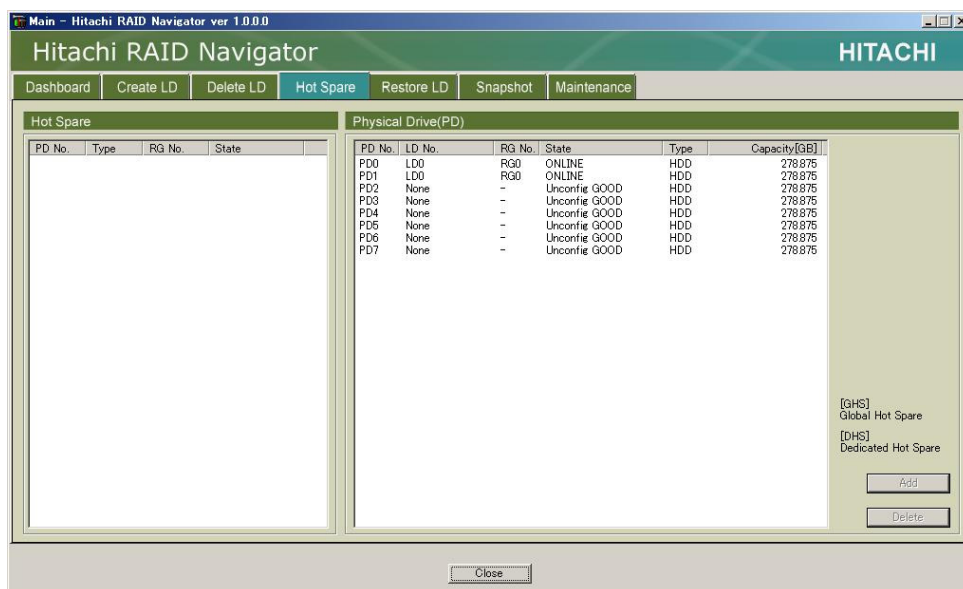 Main - Hitachi RAID Navigator ver 1.0.0.0
Hitachi RAID Navigator
HITACHI
Dashboard Create LD Delete LD Hot Spare Restore LD Snapshot Maintenance
Hot Spare
PD No. Type RG No. State
Physical Drive(PD)
PD No. LD No. RG No. State Type Capacity[GB]
PD0 LD0 RG0 ONLINE HDD 278.875
PD1 LD0 RG0 ONLINE HDD 278.875
PD2 None - Unconfig GOOD HDD 278.875
PD3 None - Unconfig GOOD HDD 278.875
PD4 None - Unconfig GOOD HDD 278.875
PD5 None - Unconfig GOOD HDD 278.875
PD6 None - Unconfig GOOD HDD 278.875
PD7 None - Unconfig GOOD HDD 278.875
[GHS]
Global Hot Spare
[DHS]
Dedicated Hot Spare
Add
Delete
Close